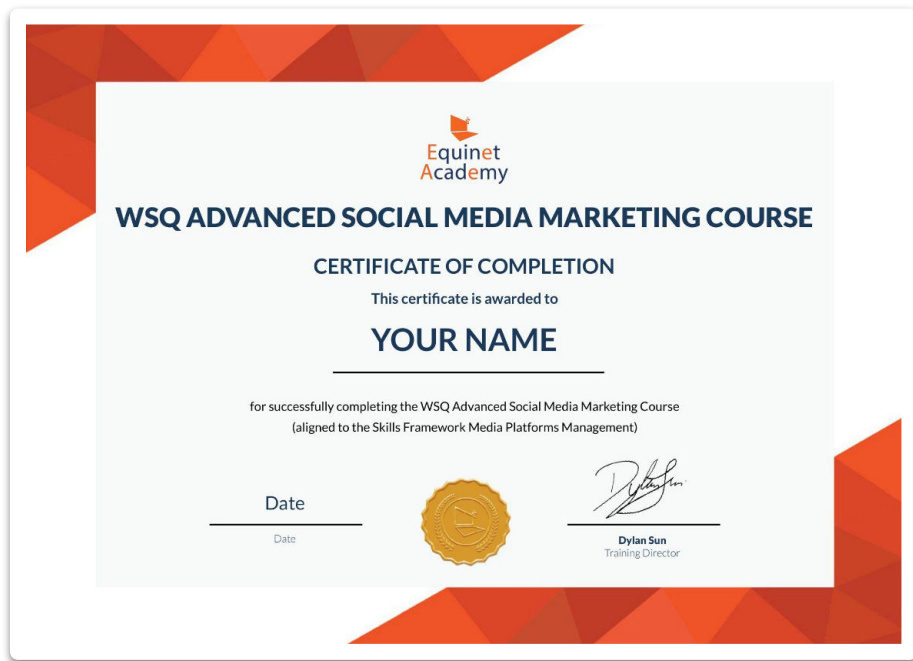 Equinet
Academy
WSQ ADVANCED SOCIAL MEDIA MARKETING COURSE
CERTIFICATE OF COMPLETION
This certificate is awarded to
YOUR NAME
for successfully completing the WSQ Advanced Social Media Marketing Course
(aligned to the Skills Framework Media Platforms Management)
Date
Date
Dylan Sun
Dylan Sun
Training Director